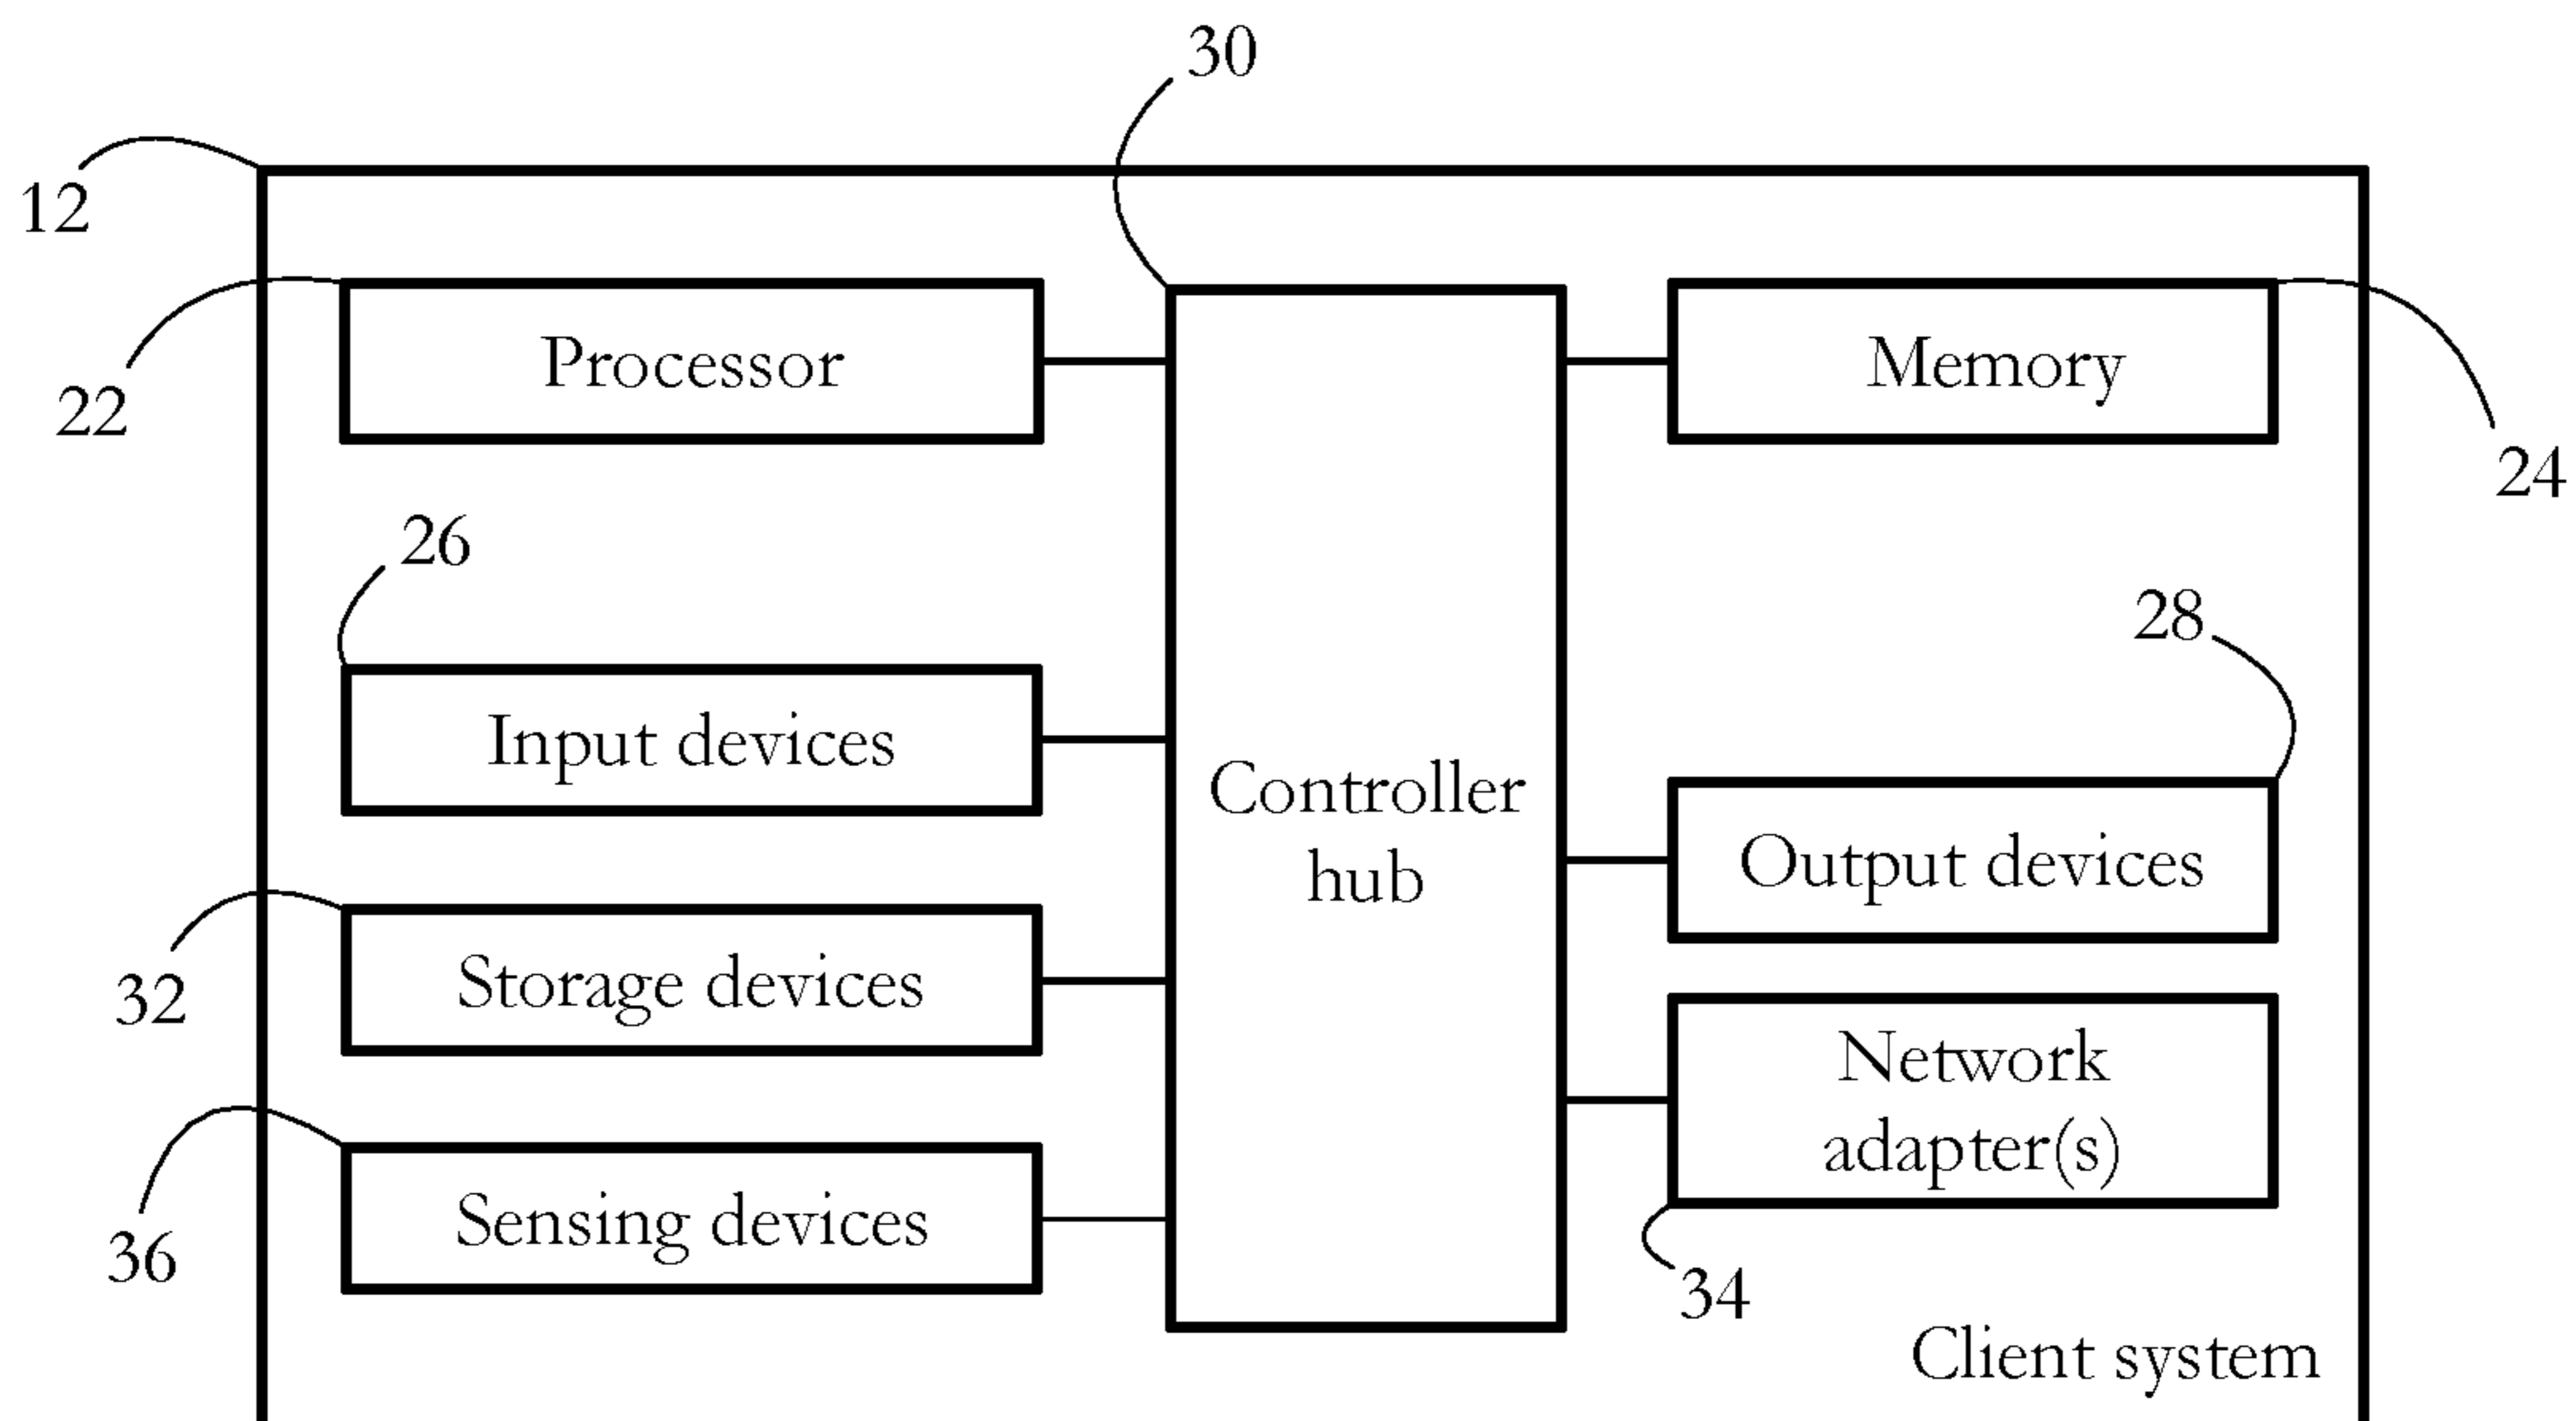 30
12
Processor
Memory
22
24
26
28
Input devices
Controller
hub
Output devices
32
Storage devices
Network
adapter(s)
36
Sensing devices
34
Client system